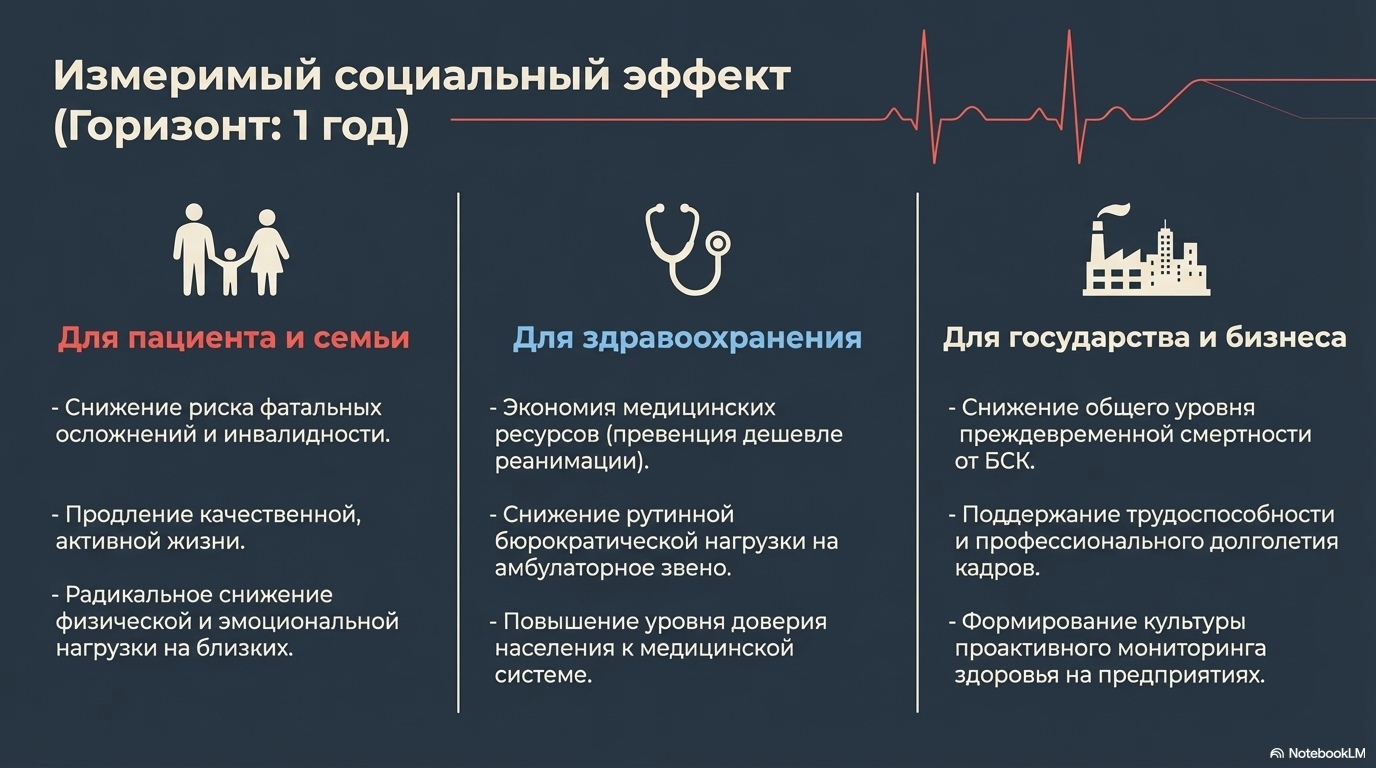 Измеримый социальный эффект
(Горизонт: 1 год)
Для пациента и семьи
- Снижение риска фатальных
осложнений и инвалидности.
- Продление качественной,
активной жизни.
- Радикальное снижение
физической и эмоциональной
нагрузки на близких.
Для здравоохранения
- Экономия медицинских
ресурсов (превенция дешевле
реанимации).
- Снижение рутинной
бюрократической нагрузки на
амбулаторное звено.
- Повышение уровня доверия
населения к медицинской
системе.
Для государства и бизнеса
- Снижение общего уровня
преждевременной смертности
от БСК.
- Поддержание трудоспособности
и профессионального долголетия
кадров.
- Формирование культуры
проактивного мониторинга
здоровья на предприятиях.
NotebookLM